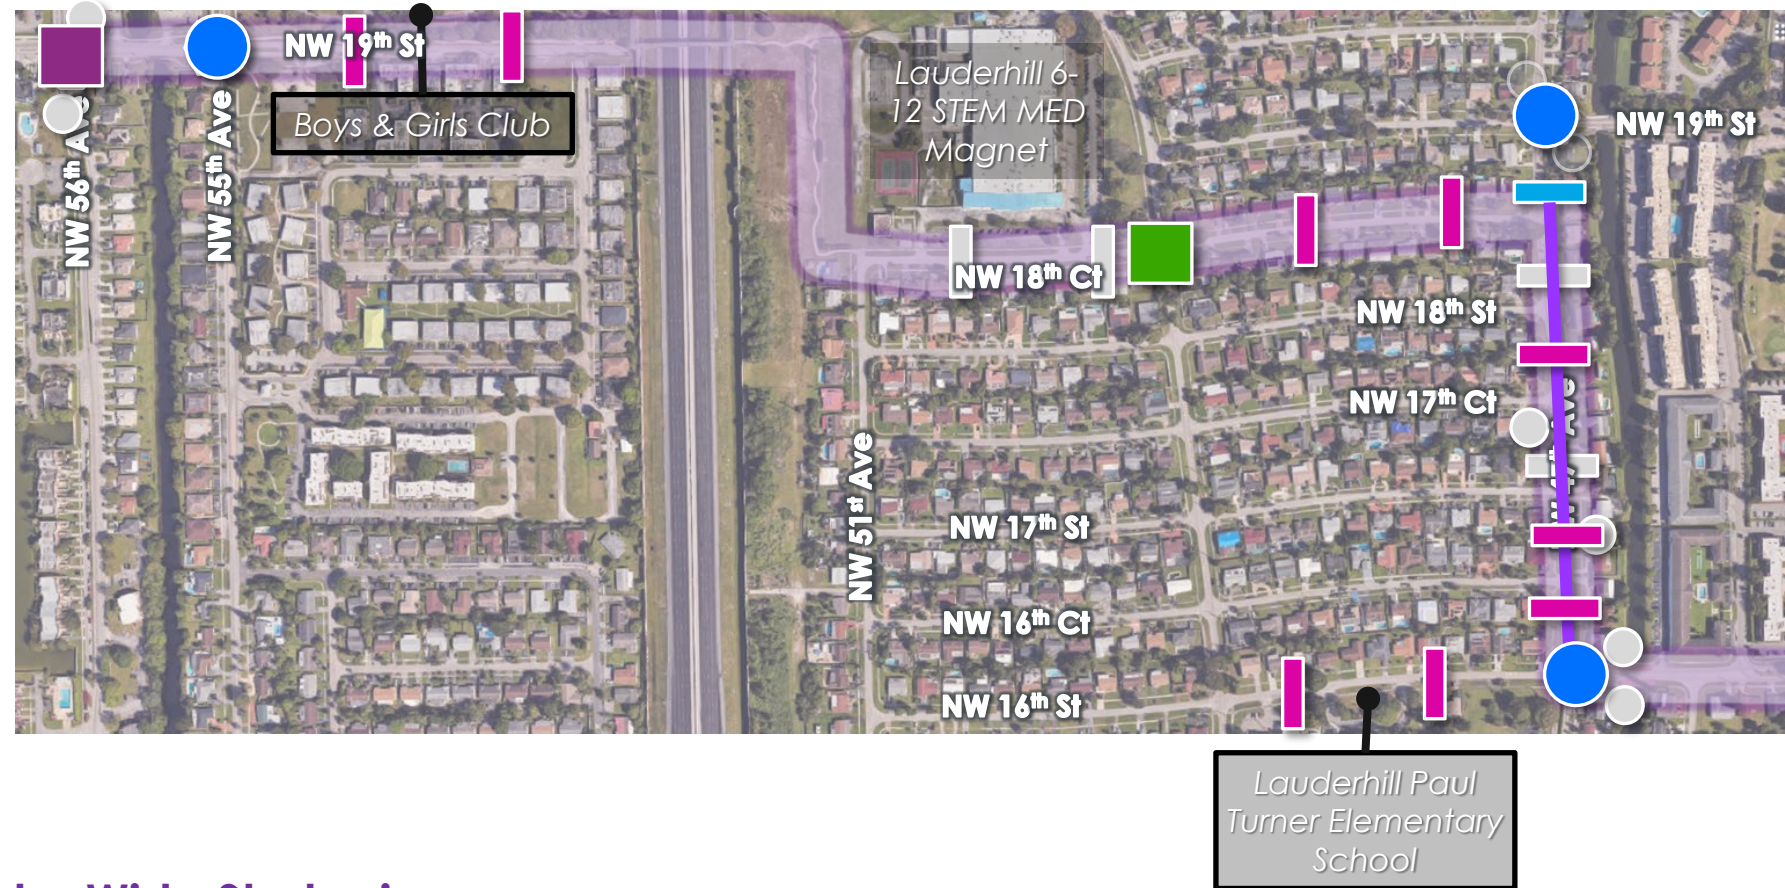 NW 19th St
Lauderhill 6-
12 STEM MED
Magnet
Boys & Girls Club
NW 19th St
NW 56th Ave
NW 55th Ave
NW 18th Ct
NW 18th St
NW 17th Ct
NW 51st Ave
NW 17th St
NW 16th Ct
NW 16th St
Lauderhill Paul
Turner Elementary
School